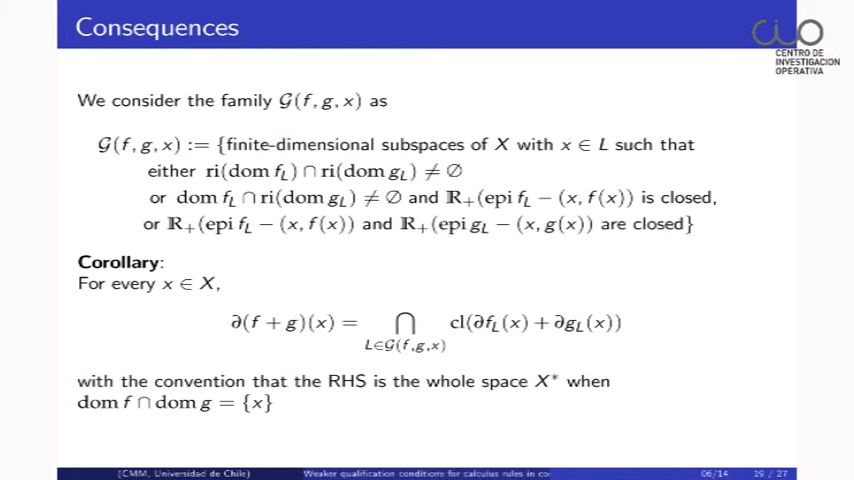 Consequences
CENTRO DE
INVESTIGACION
OPERATIVA
We consider the family 𝒢(f, g, x) as
𝒢(f, g, x) := {finite-dimensional subspaces of X with x ∈ L such that
either ri(dom f_L) ∩ ri(dom g_L) ≠ ∅
or dom f_L ∩ ri(dom g_L) ≠ ∅ and ℝ₊(epi f_L − (x, f(x)) is closed,
or ℝ₊(epi f_L − (x, f(x)) and ℝ₊(epi g_L − (x, g(x)) are closed}
Corollary:
For every x ∈ X,
∂(f + g)(x) = ⋂ cl(∂f_L(x) + ∂g_L(x))
L∈𝒢(f,g,x)
with the convention that the RHS is the whole space X* when
dom f ∩ dom g = {x}
(CMM, Universidad de Chile) Weaker qualification conditions for calculus rules in co 06/14 19 / 27